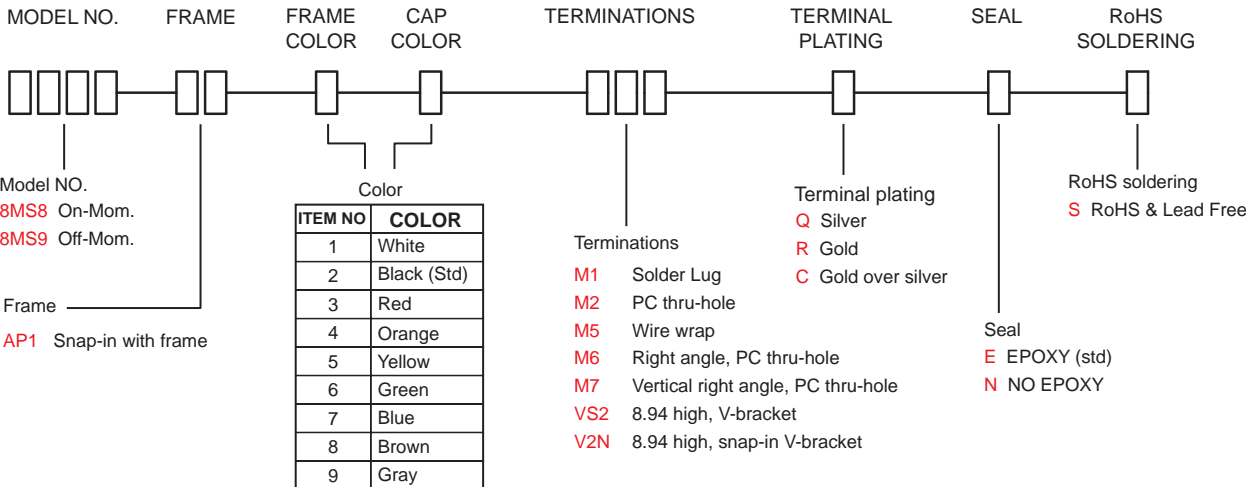 MODEL NO. FRAME FRAME COLOR CAP COLOR TERMINATIONS TERMINAL PLATING SEAL RoHS SOLDERING
Model NO.
8MS8 On-Mom.
8MS9 Off-Mom.
Frame
AP1 Snap-in with frame
Color
ITEM NO COLOR
1 White
2 Black (Std)
3 Red
4 Orange
5 Yellow
6 Green
7 Blue
8 Brown
9 Gray
Terminations
M1 Solder Lug
M2 PC thru-hole
M5 Wire wrap
M6 Right angle, PC thru-hole
M7 Vertical right angle, PC thru-hole
VS2 8.94 high, V-bracket
V2N 8.94 high, snap-in V-bracket
Terminal plating
Q Silver
R Gold
C Gold over silver
Seal
E EPOXY (std)
N NO EPOXY
RoHS soldering
S RoHS & Lead Free